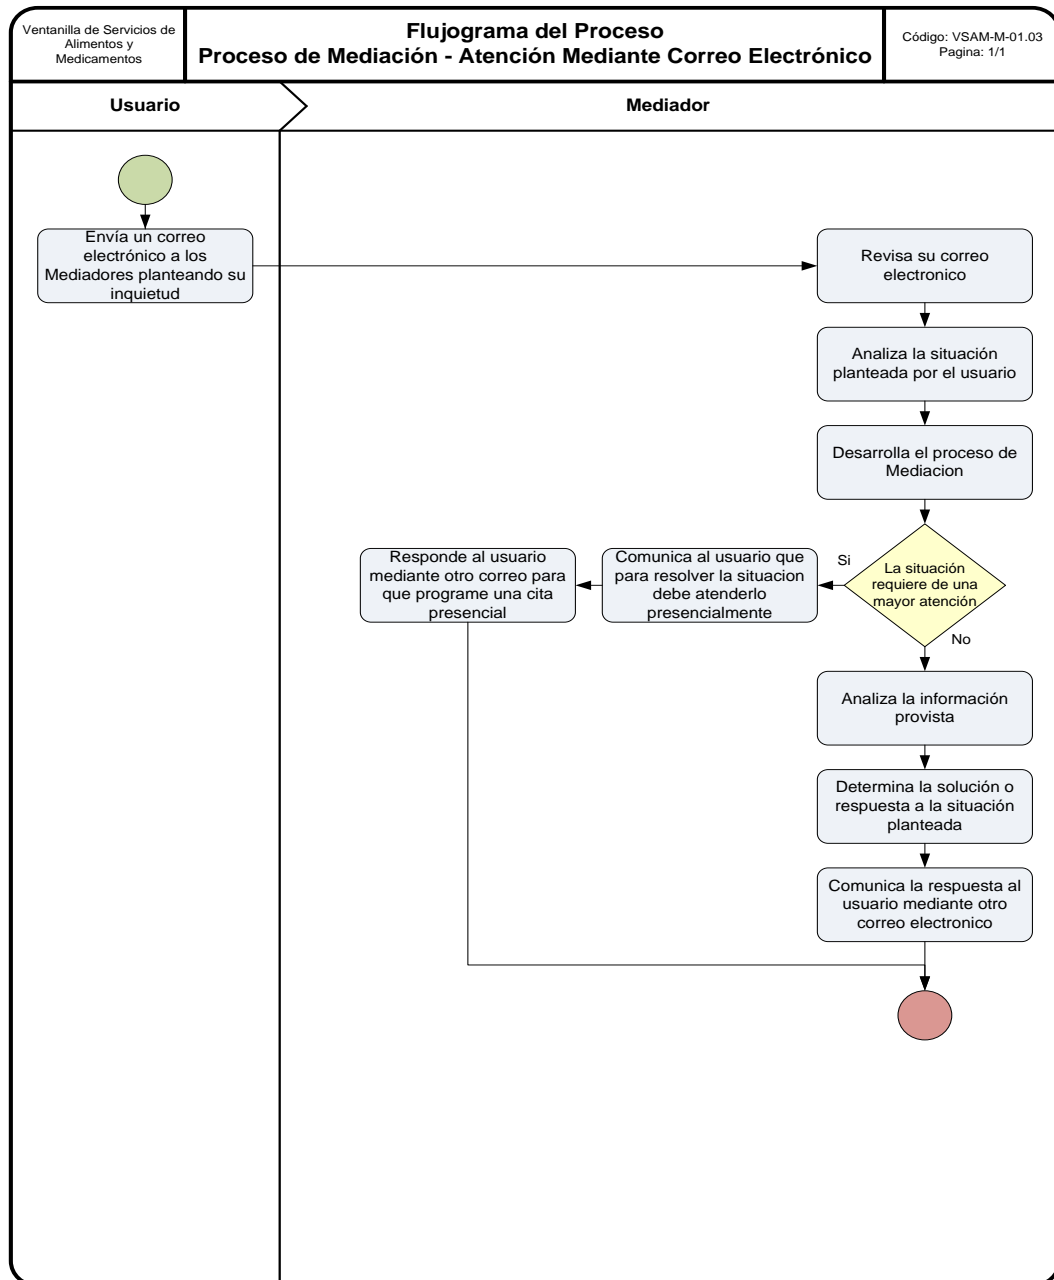 Ventanilla de Servicios de
Alimentos y
Medicamentos
Flujograma del Proceso
Proceso de Mediación - Atención Mediante Correo Electrónico
Código: VSAM-M-01.03
Pagina: 1/1
Usuario
Mediador
Envía un correo
electrónico a los
Mediadores planteando su
inquietud
Revisa su correo
electronico
Analiza la situación
planteada por el usuario
Desarrolla el proceso de
Mediacion
La situación
requiere de una
mayor atención
Si
Comunica al usuario que
para resolver la situacion
debe atenderlo
presencialmente
Responde al usuario
mediante otro correo para
que programe una cita
presencial
No
Analiza la información
provista
Determina la solución o
respuesta a la situación
planteada
Comunica la respuesta al
usuario mediante otro
correo electronico